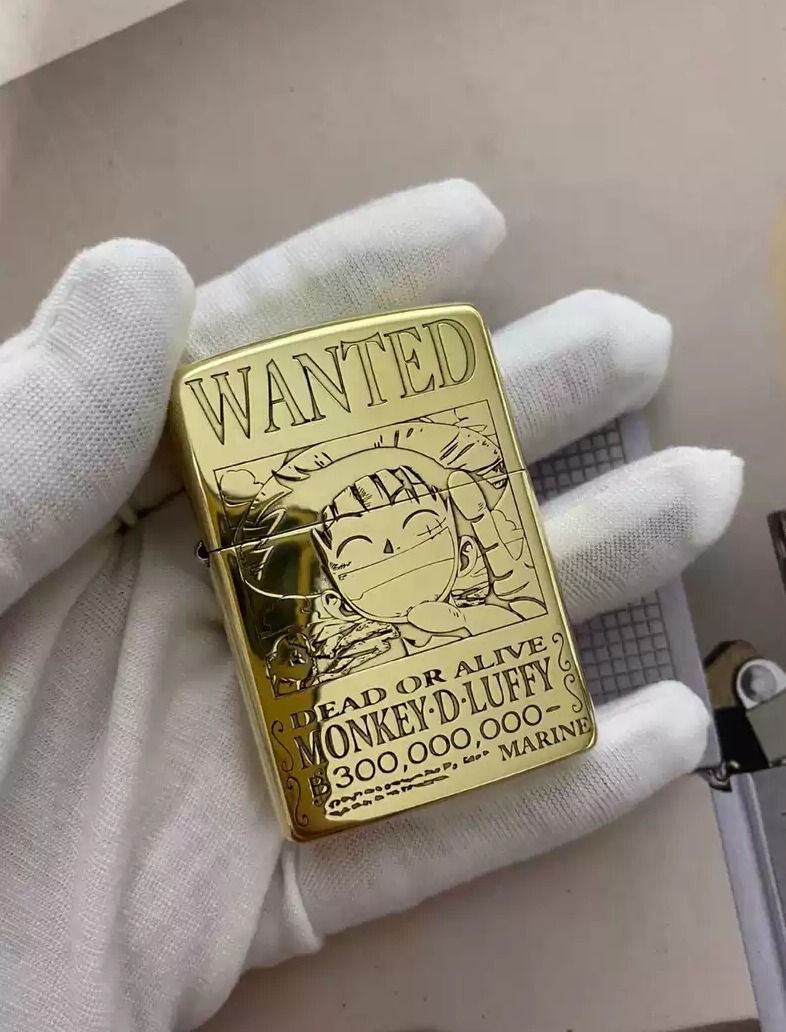 WANTED
DEAD OR ALIVE
MONKEY·D·LUFFY
฿300,000,000-
MARINE